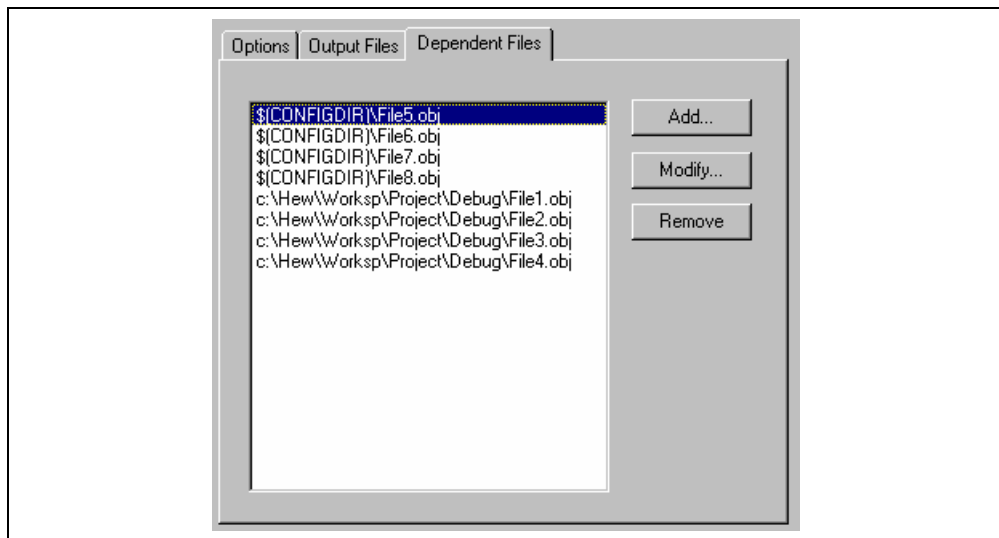 Options Output Files Dependent Files
$(CONFIGDIR)\File5.obj
$(CONFIGDIR)\File6.obj
$(CONFIGDIR)\File7.obj
$(CONFIGDIR)\File8.obj
c:\Hew\Worksp\Project\Debug\File1.obj
c:\Hew\Worksp\Project\Debug\File2.obj
c:\Hew\Worksp\Project\Debug\File3.obj
c:\Hew\Worksp\Project\Debug\File4.obj
Add...
Modify...
Remove